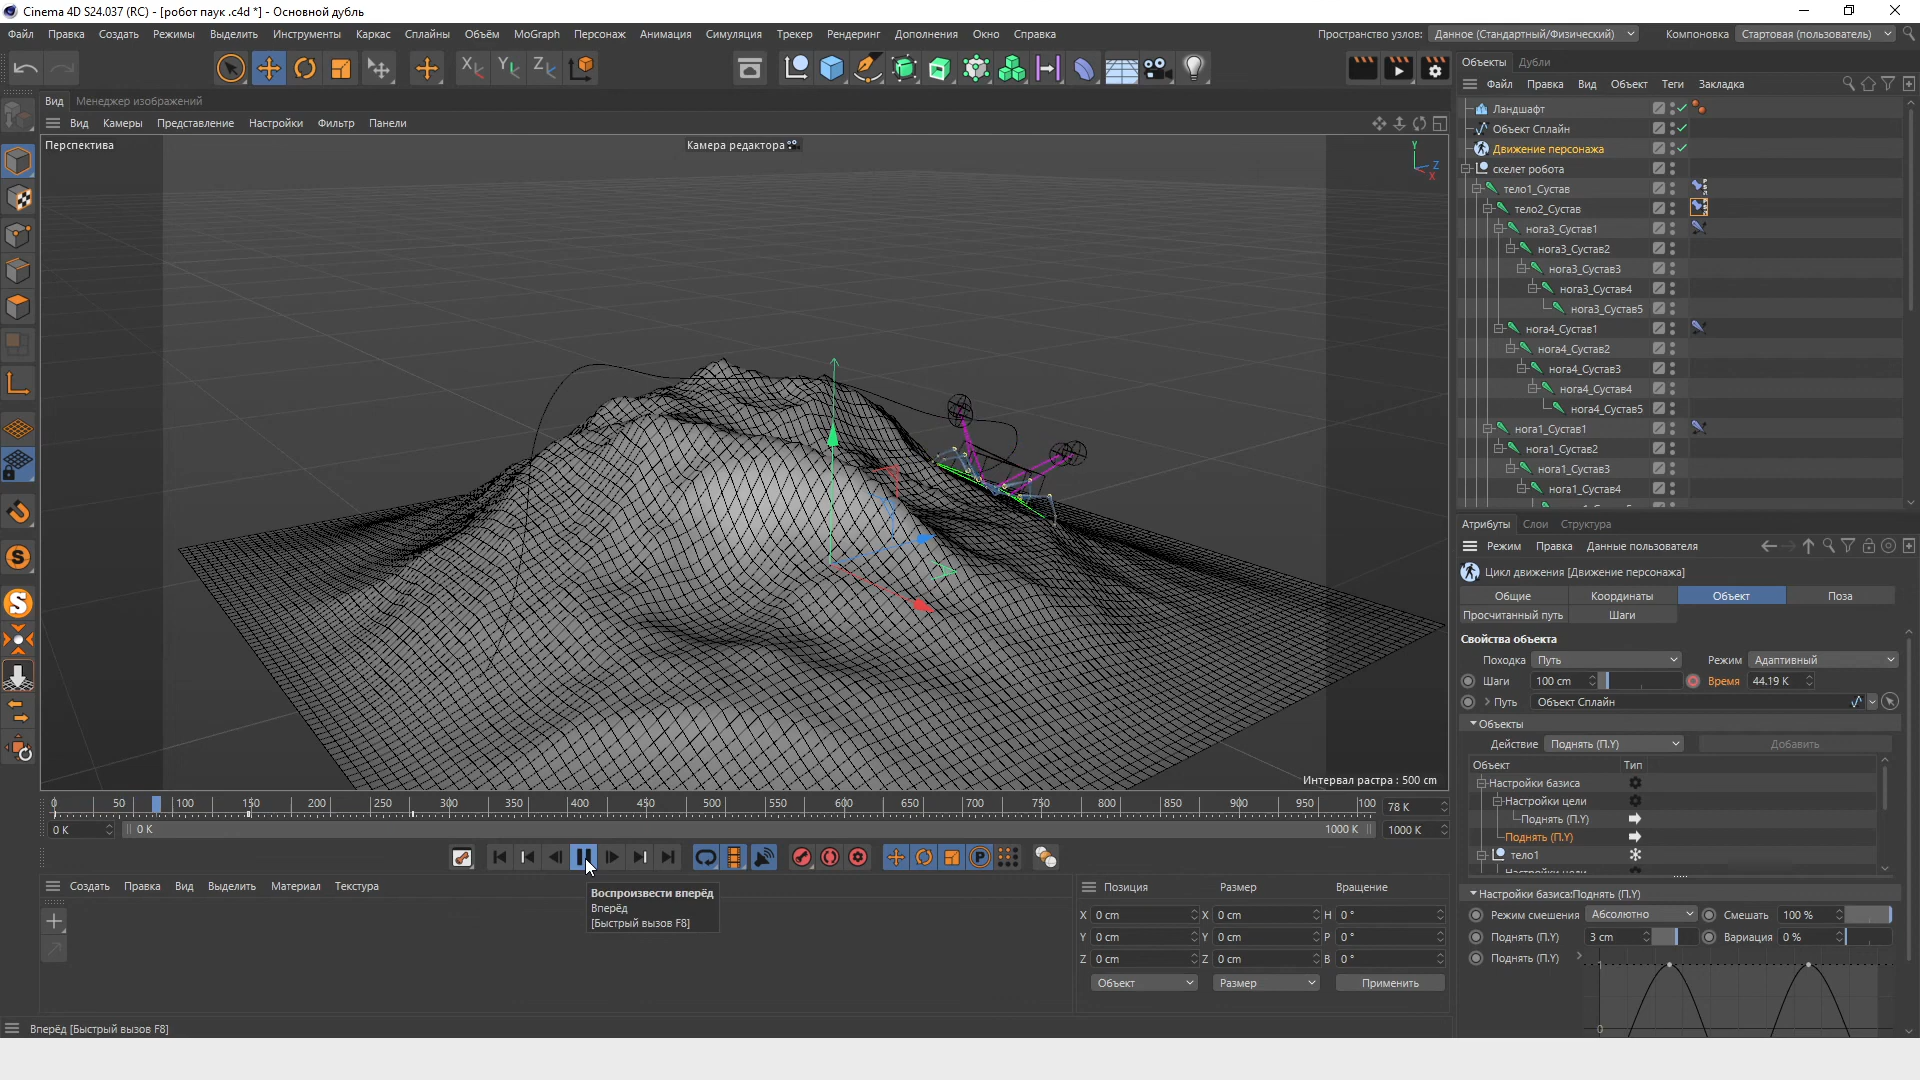 Cinema 4D S24.037 (RC) - [робот паук .c4d *] - Основной дубль
Файл Правка Создать Режимы Выделить Инструменты Каркас Сплайны Объём MoGraph Персонаж Анимация Симуляция Трекер Рендеринг Дополнения Окно Справка Пространство узлов: Данное (Стандартный/Физический) Компоновка Стартовая (пользователь)
X Y Z
Объекты Дубли
Файл Правка Вид Объект Теги Закладка
Вид Менеджер изображений
Вид Камеры Представление Настройки Фильтр Панели
Перспектива
Камера редактора
Y
Z
X
Ландшафт
Объект Сплайн
Движение персонажа
скелет робота
тело1_Сустав
тело2_Сустав
нога3_Сустав1
нога3_Сустав2
нога3_Сустав3
нога3_Сустав4
нога3_Сустав5
нога4_Сустав1
нога4_Сустав2
нога4_Сустав3
нога4_Сустав4
нога4_Сустав5
нога1_Сустав1
нога1_Сустав2
нога1_Сустав3
нога1_Сустав4
Атрибуты Слои Структура
Режим Правка Данные пользователя
Цикл движения [Движение персонажа]
Общие Координаты Объект Поза
Просчитанный путь Шаги
Свойства объекта
Походка Путь Режим Адаптивный
Шаги 100 cm Время 44.19 K
Путь Объект Сплайн
Объекты
Действие Поднять (П.Y) Добавить
Объект Тип
Настройки базиса
Настройки цели
Поднять (П.Y)
Поднять (П.Y)
тело1
Настройки базиса:Поднять (П.Y)
Режим смешения Абсолютно Смешать 100 %
Поднять (П.Y) 3 cm Вариация 0 %
Поднять (П.Y)
1
0
Интервал растра : 500 cm
0 50 100 150 200 250 300 350 400 450 500 550 600 650 700 750 800 850 900 950 100 78 K
0 K 0 K 1000 K 1000 K
Создать Правка Вид Выделить Материал Текстура
Воспроизвести вперёд
Вперёд
[Быстрый вызов F8]
Позиция Размер Вращение
X 0 cm X 0 cm H 0 °
Y 0 cm Y 0 cm P 0 °
Z 0 cm Z 0 cm B 0 °
Объект Размер Применить
Вперёд [Быстрый вызов F8]